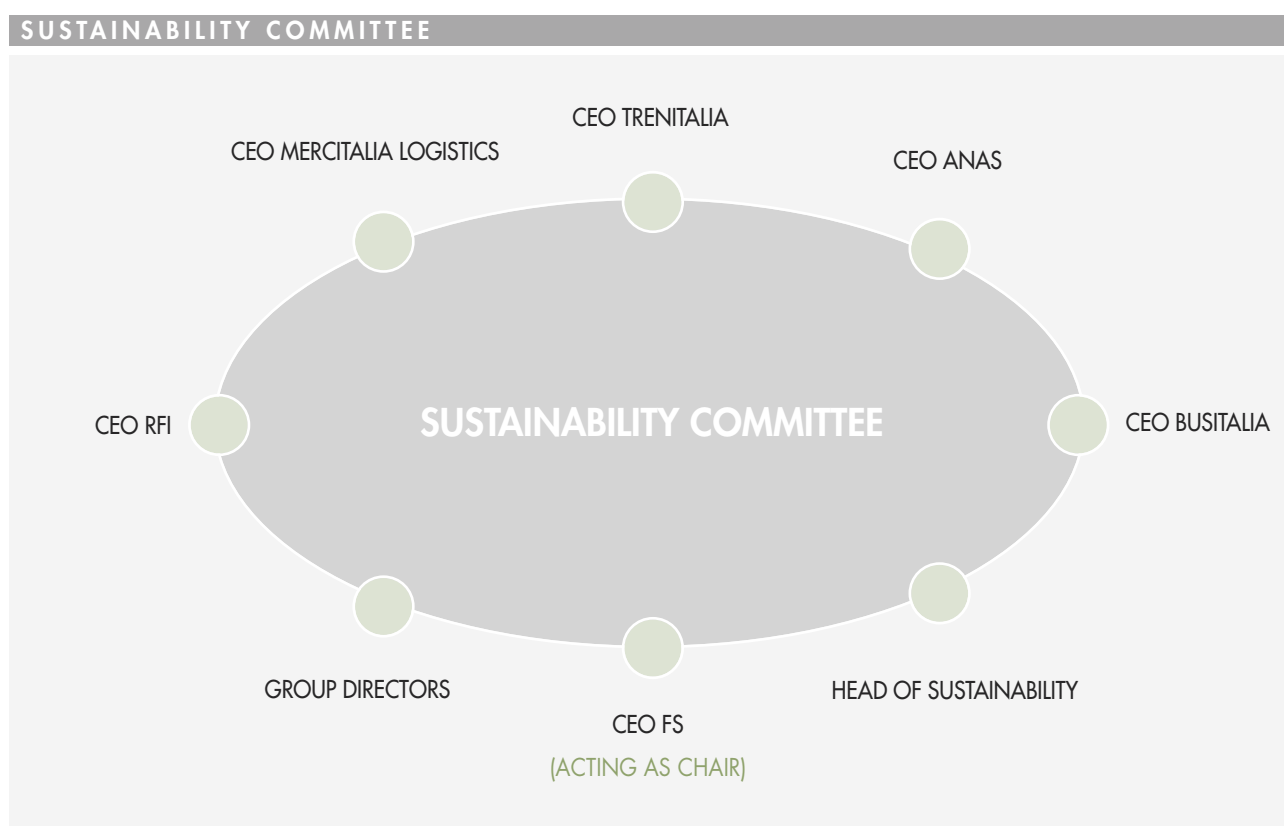 SUSTAINABILITY COMMITTEE
CEO TRENITALIA
CEO MERCITALIA LOGISTICS
CEO ANAS
CEO RFI
SUSTAINABILITY COMMITTEE
CEO BUSITALIA
GROUP DIRECTORS
HEAD OF SUSTAINABILITY
CEO FS
(ACTING AS CHAIR)